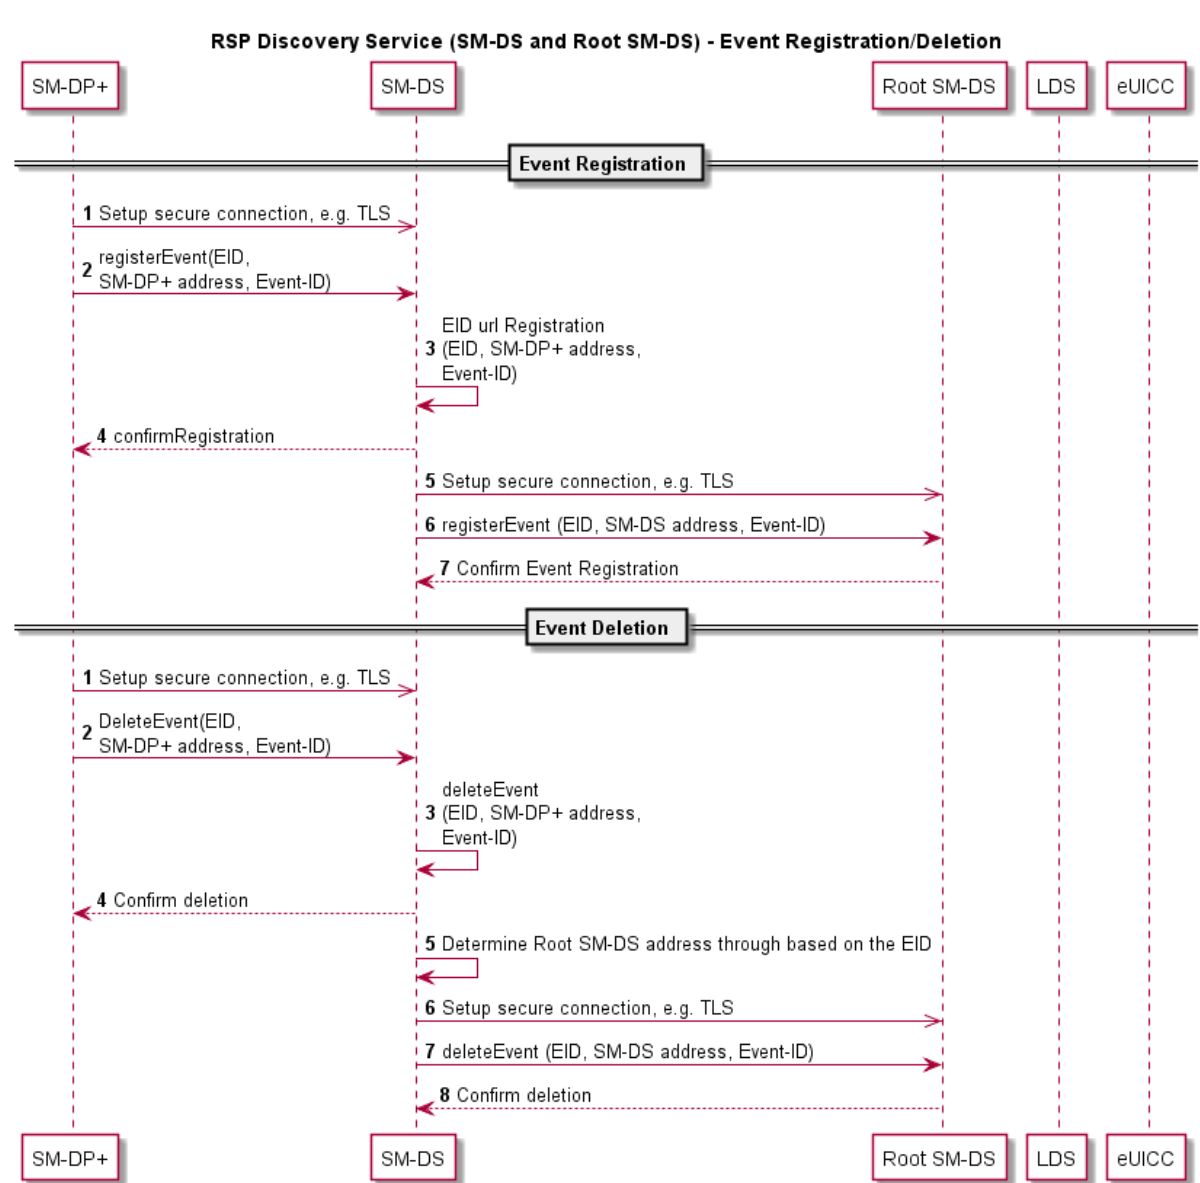 RSP Discovery Service (SM-DS and Root SM-DS) - Event Registration/Deletion
SM-DP+ SM-DS Root SM-DS LDS eUICC
Event Registration
1 Setup secure connection, e.g. TLS
registerEvent(EID,
2 SM-DP+ address, Event-ID)
EID url Registration
3 (EID, SM-DP+ address,
Event-ID)
4 confirmRegistration
5 Setup secure connection, e.g. TLS
6 registerEvent (EID, SM-DS address, Event-ID)
7 Confirm Event Registration
Event Deletion
1 Setup secure connection, e.g. TLS
DeleteEvent(EID,
2 SM-DP+ address, Event-ID)
deleteEvent
3 (EID, SM-DP+ address,
Event-ID)
4 Confirm deletion
5 Determine Root SM-DS address through based on the EID
6 Setup secure connection, e.g. TLS
7 deleteEvent (EID, SM-DS address, Event-ID)
8 Confirm deletion
SM-DP+ SM-DS Root SM-DS LDS eUICC